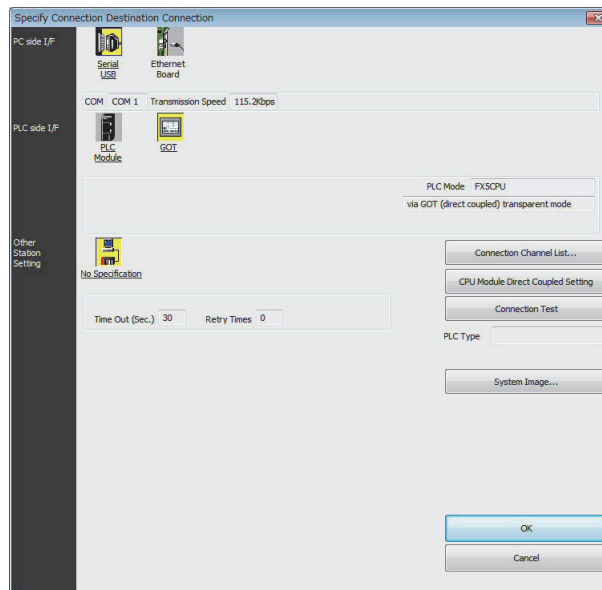 Specify Connection Destination Connection
PC side I/F
Serial
USB
Ethernet
Board
COM COM 1 Transmission Speed 115.2Kbps
PLC side I/F
PLC
Module
GOT
PLC Mode FX5CPU
via GOT (direct coupled) transparent mode
Other
Station
Setting
No Specification
Time Out (Sec.) 30 Retry Times 0
Connection Channel List...
CPU Module Direct Coupled Setting
Connection Test
PLC Type
System Image...
OK
Cancel